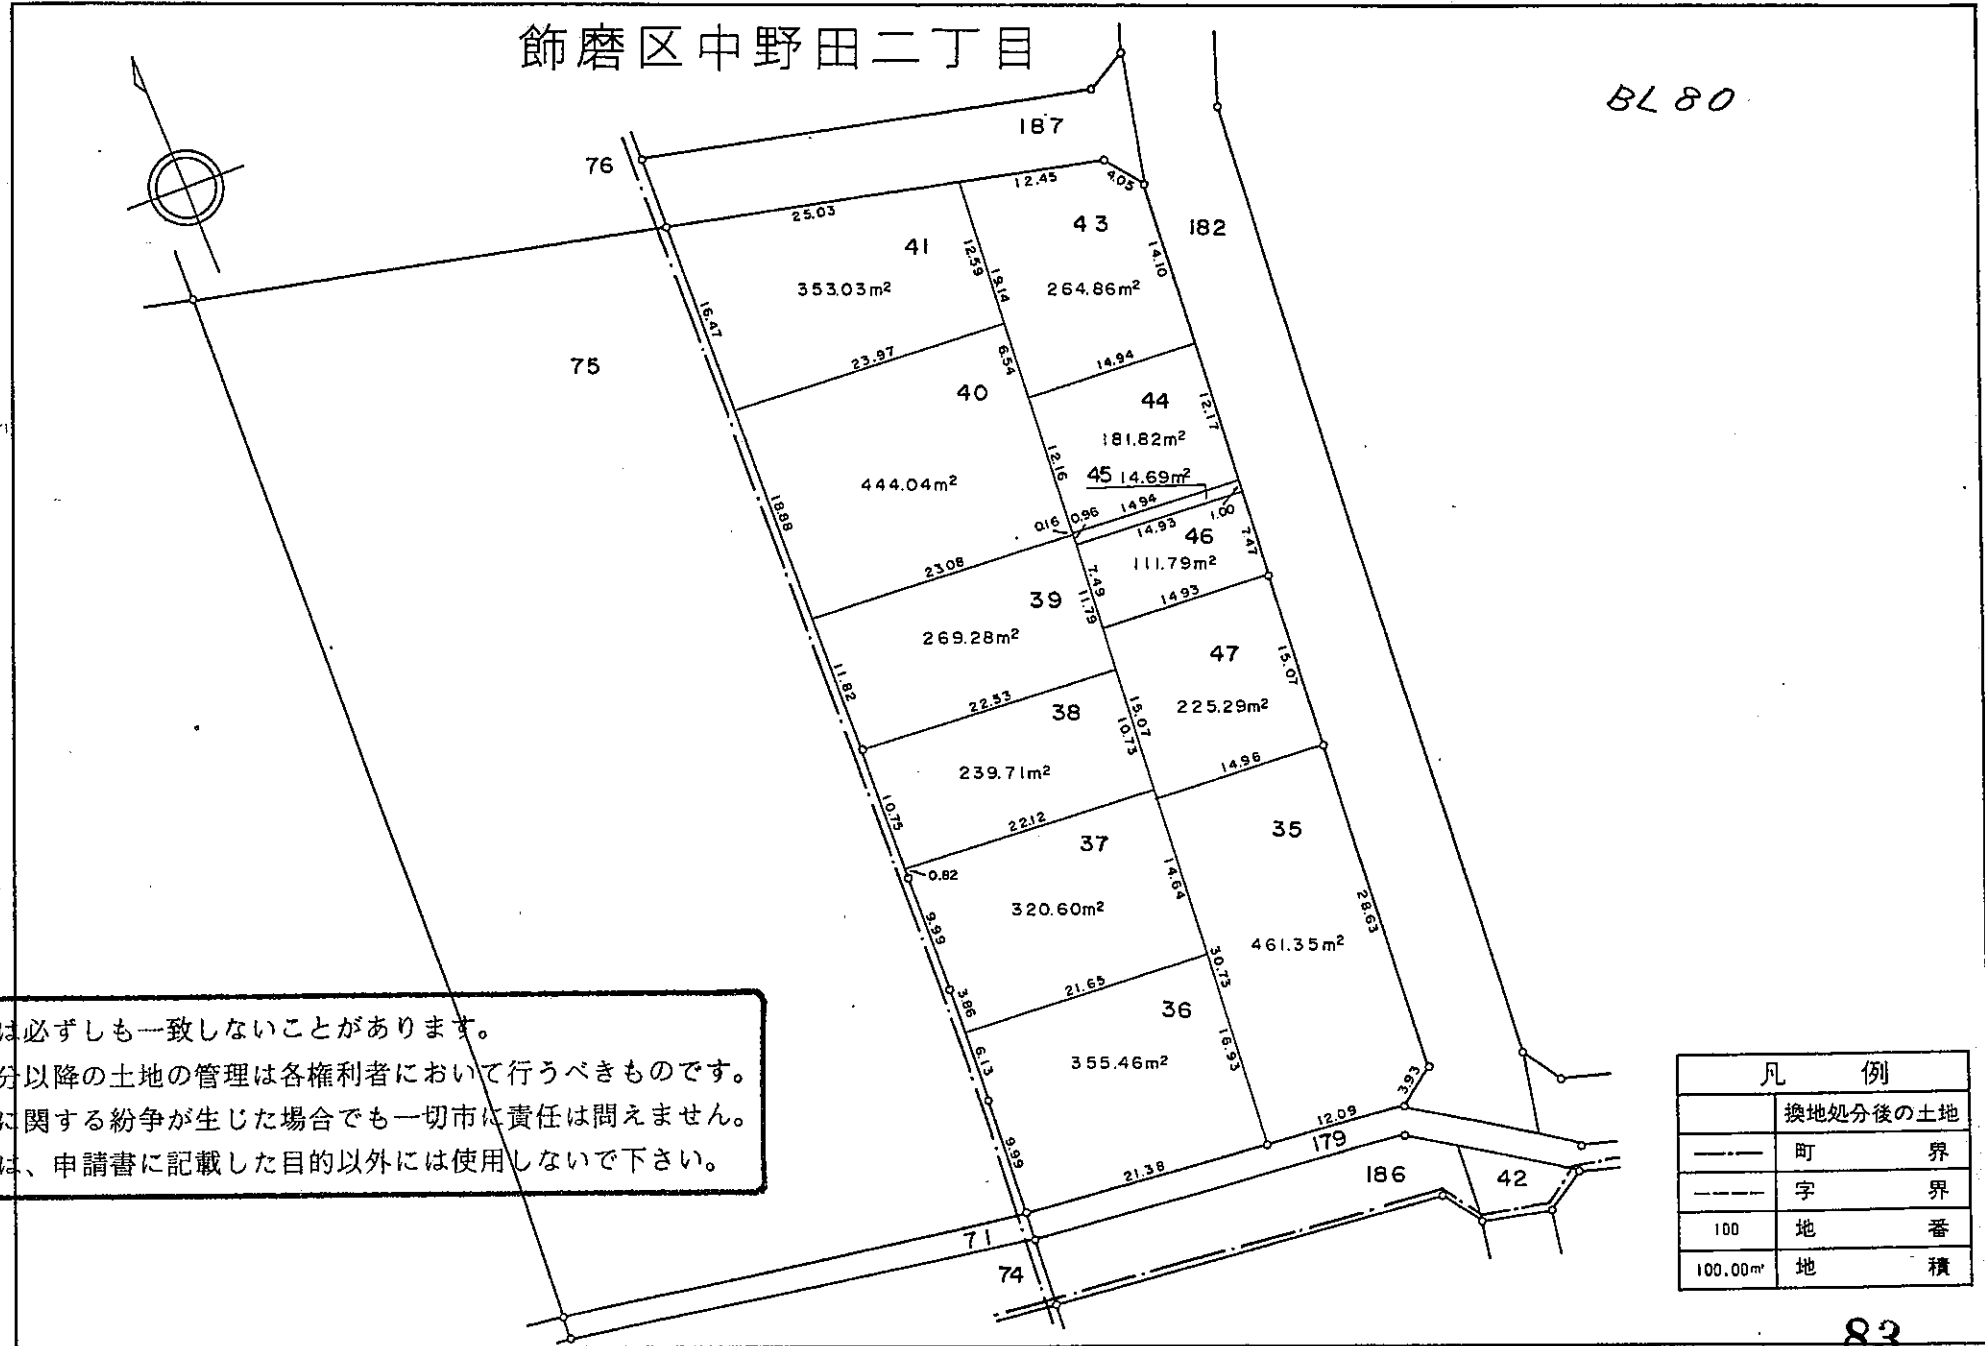 飾磨区中野田二丁目
BL 80
187
76
12.45
4.05
25.03
43
182
41
12.59
19.14
14.10
353.03m²
264.86m²
16.47
75
23.97
6.54
14.94
40
44
12.17
181.82m²
12.16
45 14.69m²
444.04m²
18.88
14.94
0.16
0.96
14.93
1.00
46
7.47
23.08
111.79m²
7.49
39
11.79
14.93
269.28m²
47
15.07
11.82
22.53
38
15.07
225.29m²
10.73
239.71m²
14.96
10.75
22.12
35
37
0.82
14.64
320.60m²
28.63
9.99
461.35m²
30.73
21.65
3.86
36
16.93
355.46m²
6.13
3.93
12.09
9.99
179
21.38
186
42
71
74
は必ずしも一致しないことがあります。
分以降の土地の管理は各権利者において行うべきものです。
に関する紛争が生じた場合でも一切市に責任は問えません。
は、申請書に記載した目的以外には使用しないで下さい。
凡 例
換地処分後の土地
町 界
字 界
100 地 番
100.00㎡ 地 積
83